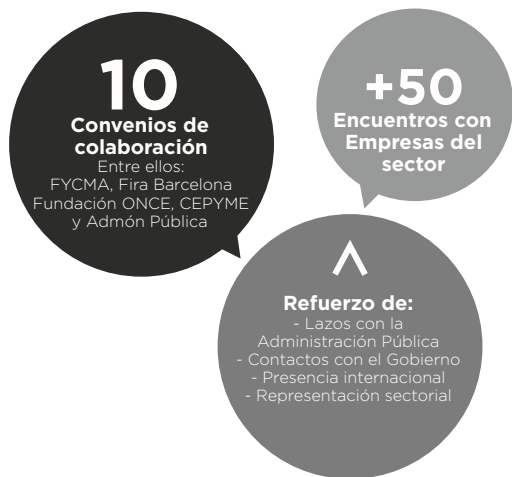 10
Convenios de
colaboración
Entre ellos:
FYCMA, Fira Barcelona
Fundación ONCE, CEPYME
y Admón Pública
+50
Encuentros con
Empresas del
sector
Refuerzo de:
- Lazos con la
Administración Pública
- Contactos con el Gobierno
- Presencia internacional
- Representación sectorial